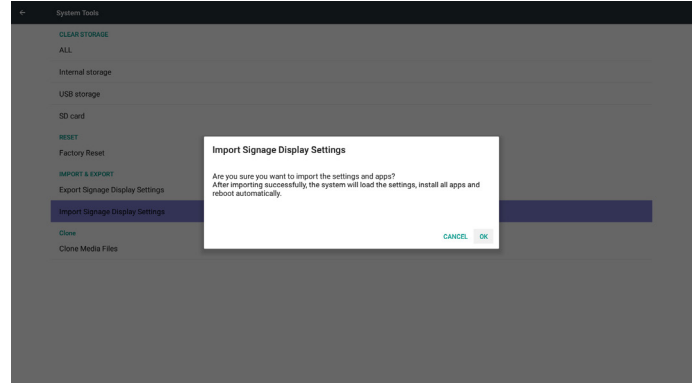 System Tools
CLEAR STORAGE
ALL
Internal storage
USB storage
SD card
RESET
Factory Reset
IMPORT & EXPORT
Export Signage Display Settings
Import Signage Display Settings
Clone
Clone Media Files
Import Signage Display Settings
Are you sure you want to import the settings and apps?
After importing successfully, the system will load the settings, install all apps and
reboot automatically.
CANCEL OK